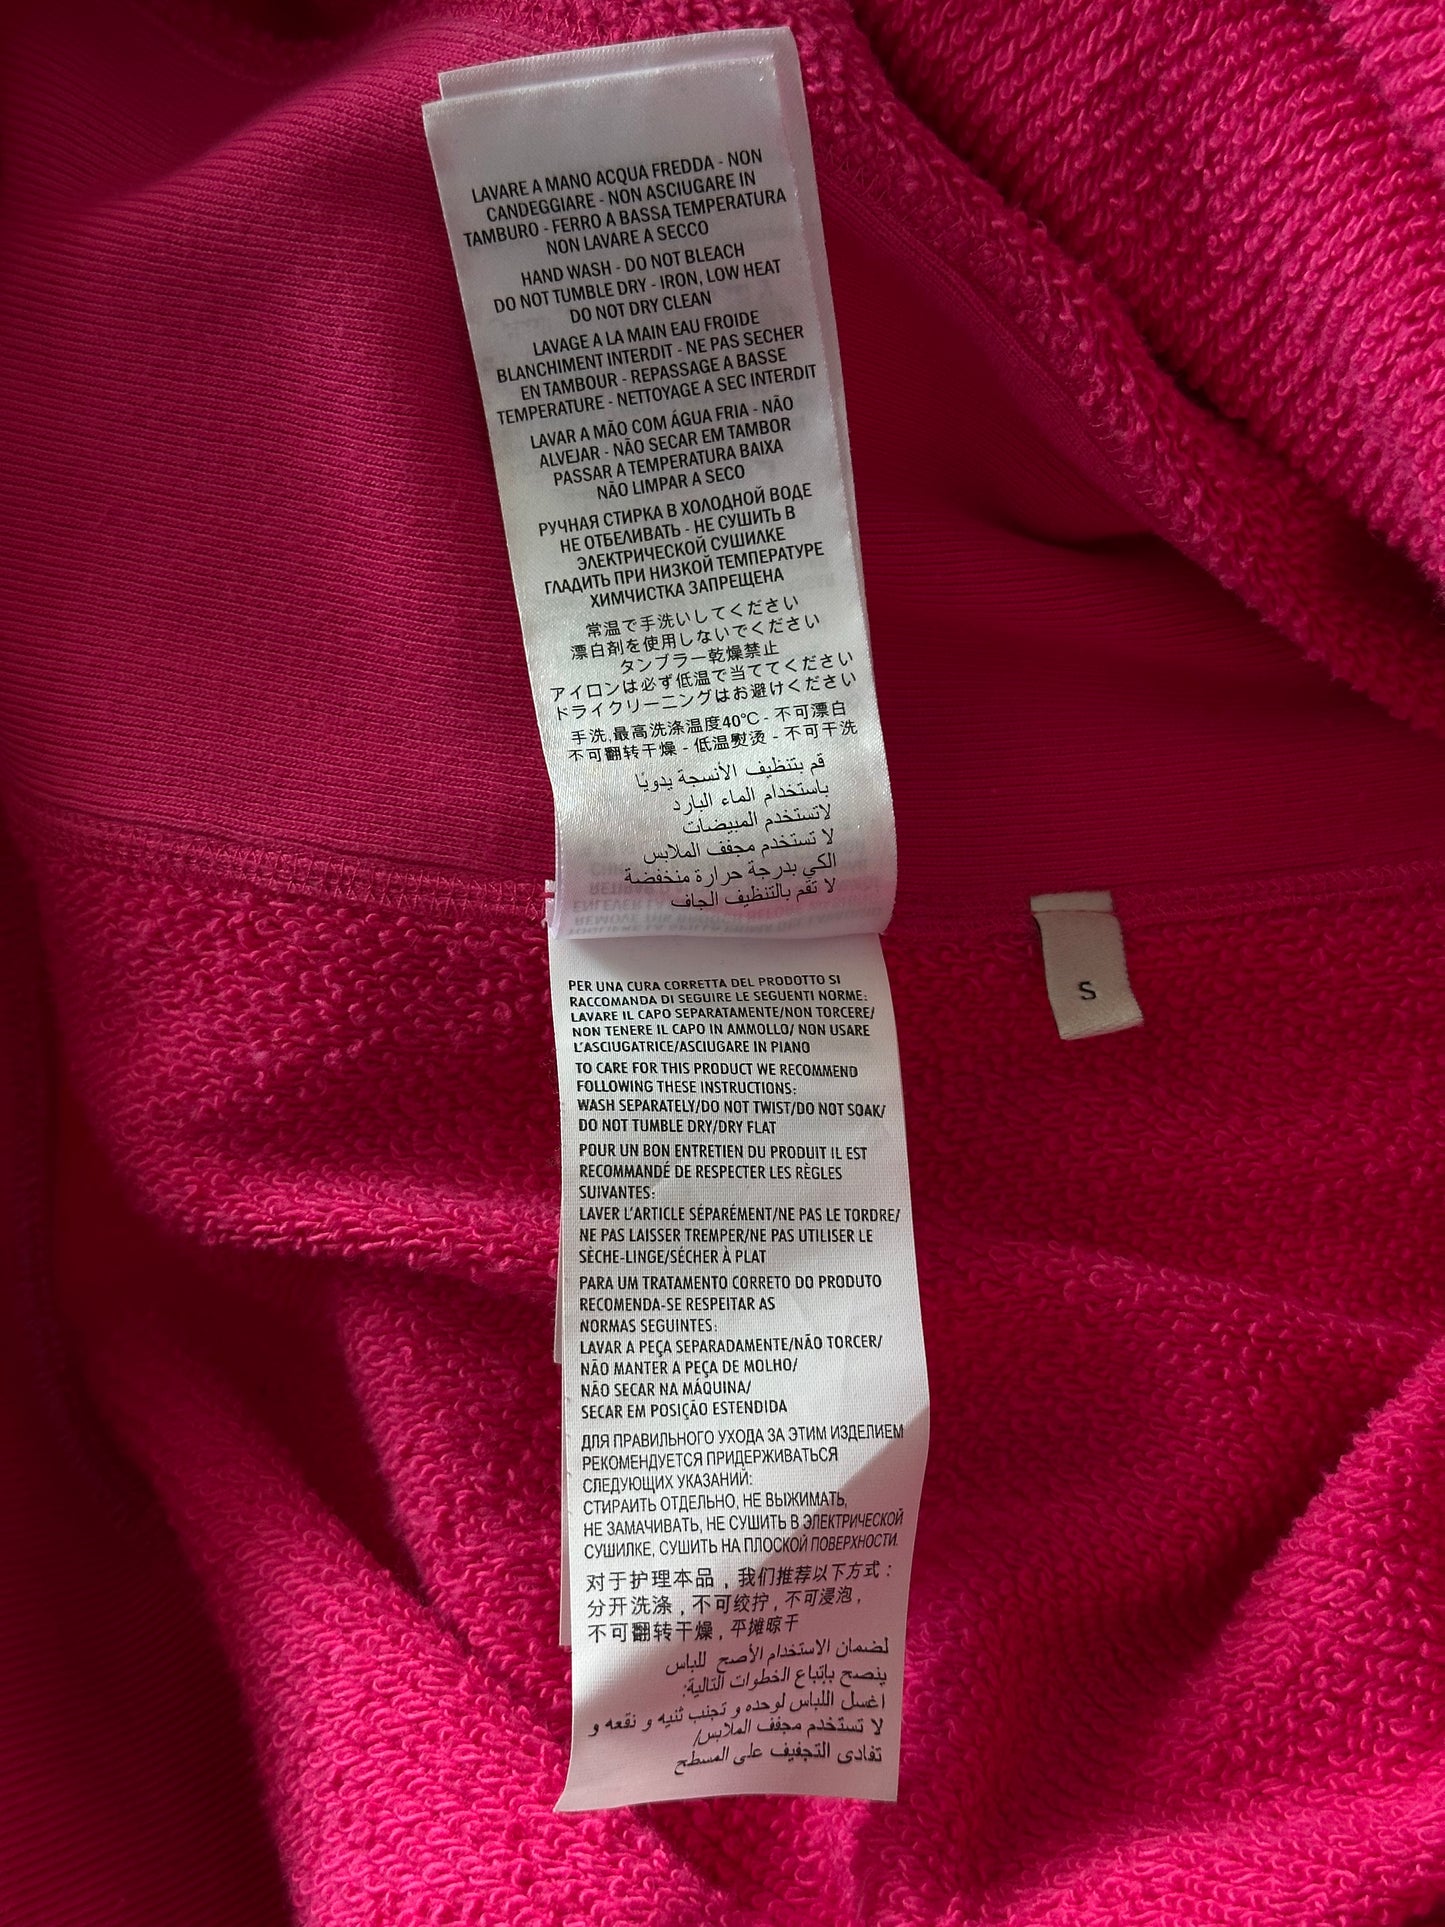 LAVARE A MANO ACQUA FREDDA - NON
CANDEGGIARE - NON ASCIUGARE IN
TAMBURO - FERRO A BASSA TEMPERATURA
NON LAVARE A SECCO
HAND WASH - DO NOT BLEACH
DO NOT TUMBLE DRY - IRON, LOW HEAT
DO NOT DRY CLEAN
LAVAGE A LA MAIN EAU FROIDE
BLANCHIMENT INTERDIT - NE PAS SECHER
EN TAMBOUR - REPASSAGE A BASSE
TEMPERATURE - NETTOYAGE A SEC INTERDIT
LAVAR A MÃO COM ÁGUA FRIA - NÃO
ALVEJAR - NÃO SECAR EM TAMBOR
PASSAR A TEMPERATURA BAIXA
NÃO LIMPAR A SECO
РУЧНАЯ СТИРКА В ХОЛОДНОЙ ВОДЕ
НЕ ОТБЕЛИВАТЬ - НЕ СУШИТЬ В
ЭЛЕКТРИЧЕСКОЙ СУШИЛКЕ
ГЛАДИТЬ ПРИ НИЗКОЙ ТЕМПЕРАТУРЕ
ХИМЧИСТКА ЗАПРЕЩЕНА
常温で手洗いしてください
漂白剤を使用しないでください
タンブラー乾燥禁止
アイロンは必ず低温で当ててください
ドライクリーニングはお避けください
手洗,最高洗涤温度40°C - 不可漂白
不可翻转干燥 - 低温熨烫 - 不可干洗
قم بتنظيف الأنسجة يدويًا
باستخدام الماء البارد
لاتستخدم المبيضات
لا تستخدم مجفف الملابس
الكي بدرجة حرارة منخفضة
لا تقم بالتنظيف الجاف
PER UNA CURA CORRETTA DEL PRODOTTO SI
RACCOMANDA DI SEGUIRE LE SEGUENTI NORME:
LAVARE IL CAPO SEPARATAMENTE/NON TORCERE/
NON TENERE IL CAPO IN AMMOLLO/ NON USARE
L'ASCIUGATRICE/ASCIUGARE IN PIANO
TO CARE FOR THIS PRODUCT WE RECOMMEND
FOLLOWING THESE INSTRUCTIONS:
WASH SEPARATELY/DO NOT TWIST/DO NOT SOAK/
DO NOT TUMBLE DRY/DRY FLAT
POUR UN BON ENTRETIEN DU PRODUIT IL EST
RECOMMANDÉ DE RESPECTER LES RÈGLES
SUIVANTES:
LAVER L'ARTICLE SÉPARÉMENT/NE PAS LE TORDRE/
NE PAS LAISSER TREMPER/NE PAS UTILISER LE
SÈCHE-LINGE/SÉCHER À PLAT
PARA UM TRATAMENTO CORRETO DO PRODUTO
RECOMENDA-SE RESPEITAR AS
NORMAS SEGUINTES:
LAVAR A PEÇA SEPARADAMENTE/NÃO TORCER/
NÃO MANTER A PEÇA DE MOLHO/
NÃO SECAR NA MÁQUINA/
SECAR EM POSIÇÃO ESTENDIDA
ДЛЯ ПРАВИЛЬНОГО УХОДА ЗА ЭТИМ ИЗДЕЛИЕМ
РЕКОМЕНДУЕТСЯ ПРИДЕРЖИВАТЬСЯ
СЛЕДУЮЩИХ УКАЗАНИЙ:
СТИРАИТЬ ОТДЕЛЬНО, НЕ ВЫЖИМАТЬ,
НЕ ЗАМАЧИВАТЬ, НЕ СУШИТЬ В ЭЛЕКТРИЧЕСКОЙ
СУШИЛКЕ, СУШИТЬ НА ПЛОСКОЙ ПОВЕРХНОСТИ.
对于护理本品，我们推荐以下方式：
分开洗涤，不可绞拧，不可浸泡，
不可翻转干燥，平摊晾干
لضمان الاستخدام الأصح للباس
ينصح بإتباع الخطوات التالية:
اغسل اللباس لوحده و تجنب ثنيه و نقعه و
لا تستخدم مجفف الملابس/
تفادى التجفيف على المسطح
S